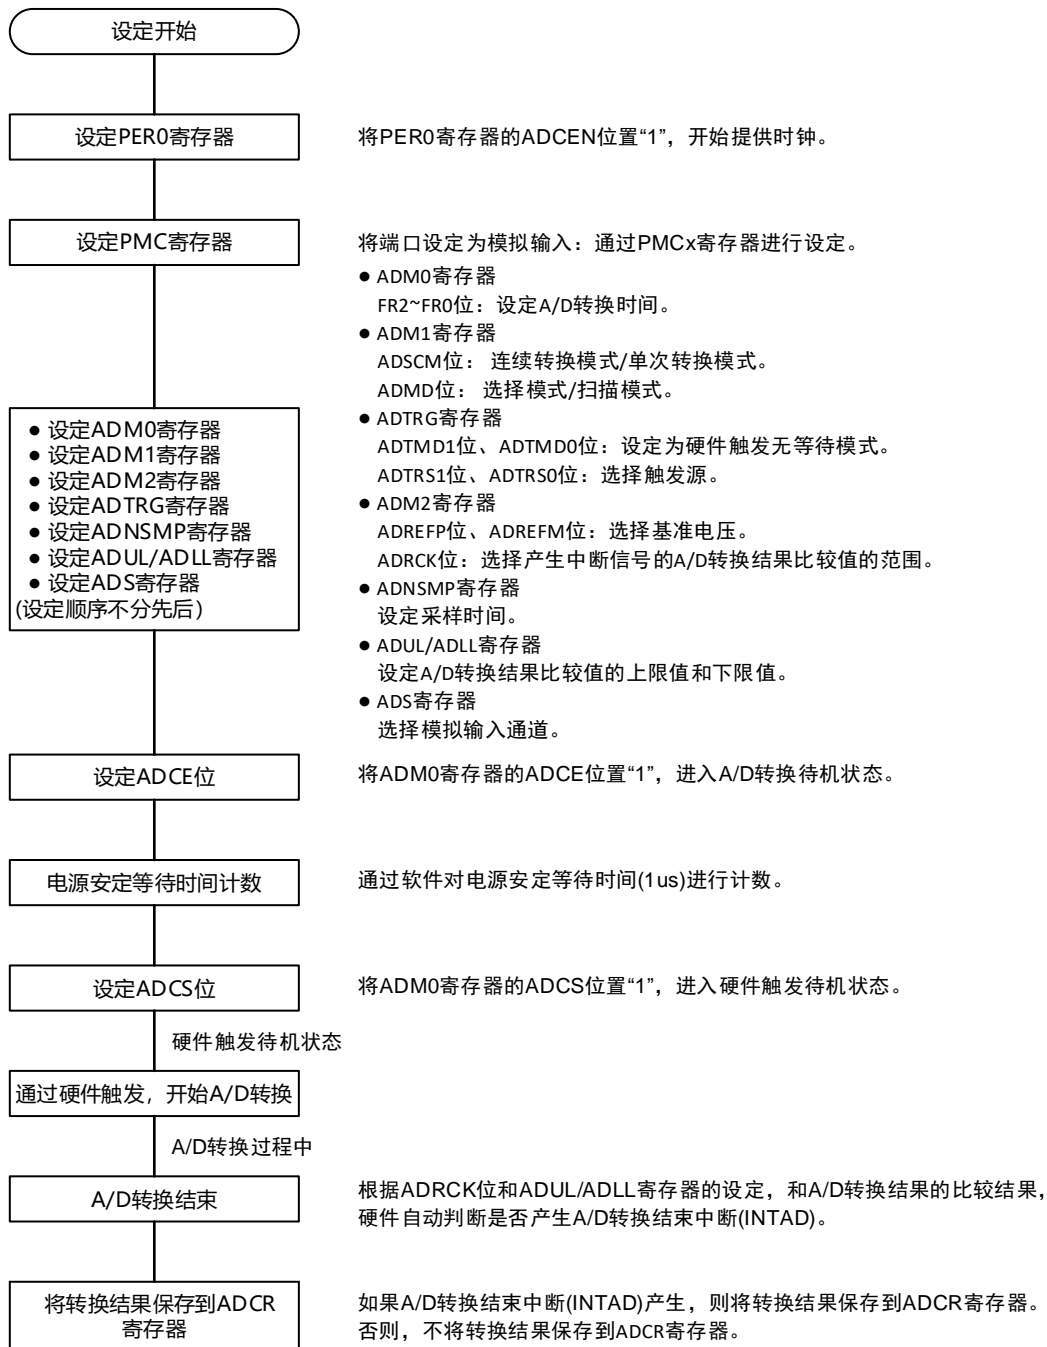 设定开始
设定PER0寄存器
将PER0寄存器的ADCEN位置“1”，开始提供时钟。
设定PMC寄存器
将端口设定为模拟输入：通过PMCx寄存器进行设定。
● 设定ADM0寄存器
● 设定ADM1寄存器
● 设定ADM2寄存器
● 设定ADTRG寄存器
● 设定ADNSMP寄存器
● 设定ADUL/ADLL寄存器
● 设定ADS寄存器
(设定顺序不分先后)
● ADM0寄存器
FR2~FR0位：设定A/D转换时间。
● ADM1寄存器
ADSCM位： 连续转换模式/单次转换模式。
ADMD位： 选择模式/扫描模式。
● ADTRG寄存器
ADTMD1位、ADTMD0位：设定为硬件触发无等待模式。
ADTRS1位、ADTRS0位：选择触发源。
● ADM2寄存器
ADREFP位、ADREFM位：选择基准电压。
ADRCK位：选择产生中断信号的A/D转换结果比较值的范围。
● ADNSMP寄存器
设定采样时间。
● ADUL/ADLL寄存器
设定A/D转换结果比较值的上限值和下限值。
● ADS寄存器
选择模拟输入通道。
设定ADCE位
将ADM0寄存器的ADCE位置“1”，进入A/D转换待机状态。
电源安定等待时间计数
通过软件对电源安定等待时间(1us)进行计数。
设定ADCS位
将ADM0寄存器的ADCS位置“1”，进入硬件触发待机状态。
硬件触发待机状态
通过硬件触发，开始A/D转换
A/D转换过程中
A/D转换结束
根据ADRCK位和ADUL/ADLL寄存器的设定，和A/D转换结果的比较结果，
硬件自动判断是否产生A/D转换结束中断(INTAD)。
将转换结果保存到ADCR
寄存器
如果A/D转换结束中断(INTAD)产生，则将转换结果保存到ADCR寄存器。
否则，不将转换结果保存到ADCR寄存器。